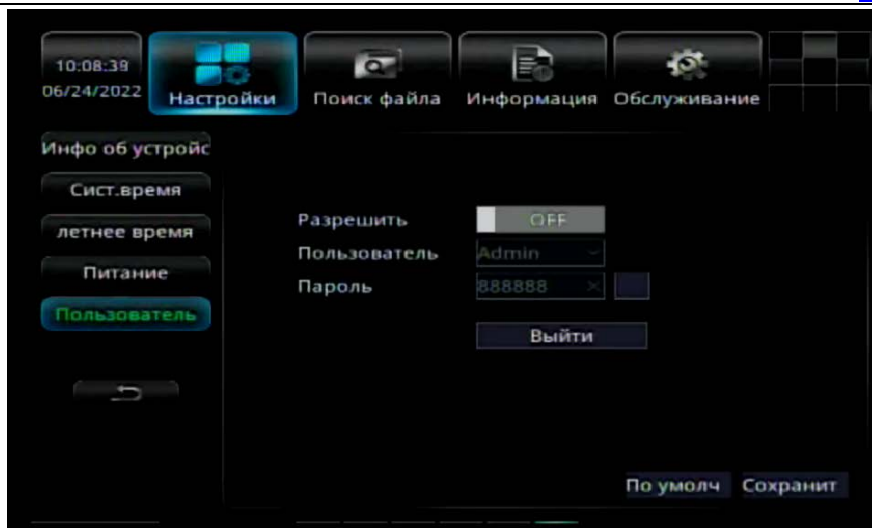 10:08:39
06/24/2022
Настройки
Поиск файла
Информация
Обслуживание
Инфо об устройс
Сист.время
летнее время
Питание
Пользователь
Разрешить OFF
Пользователь Admin
Пароль 888888
Выйти
По умолч Сохранит